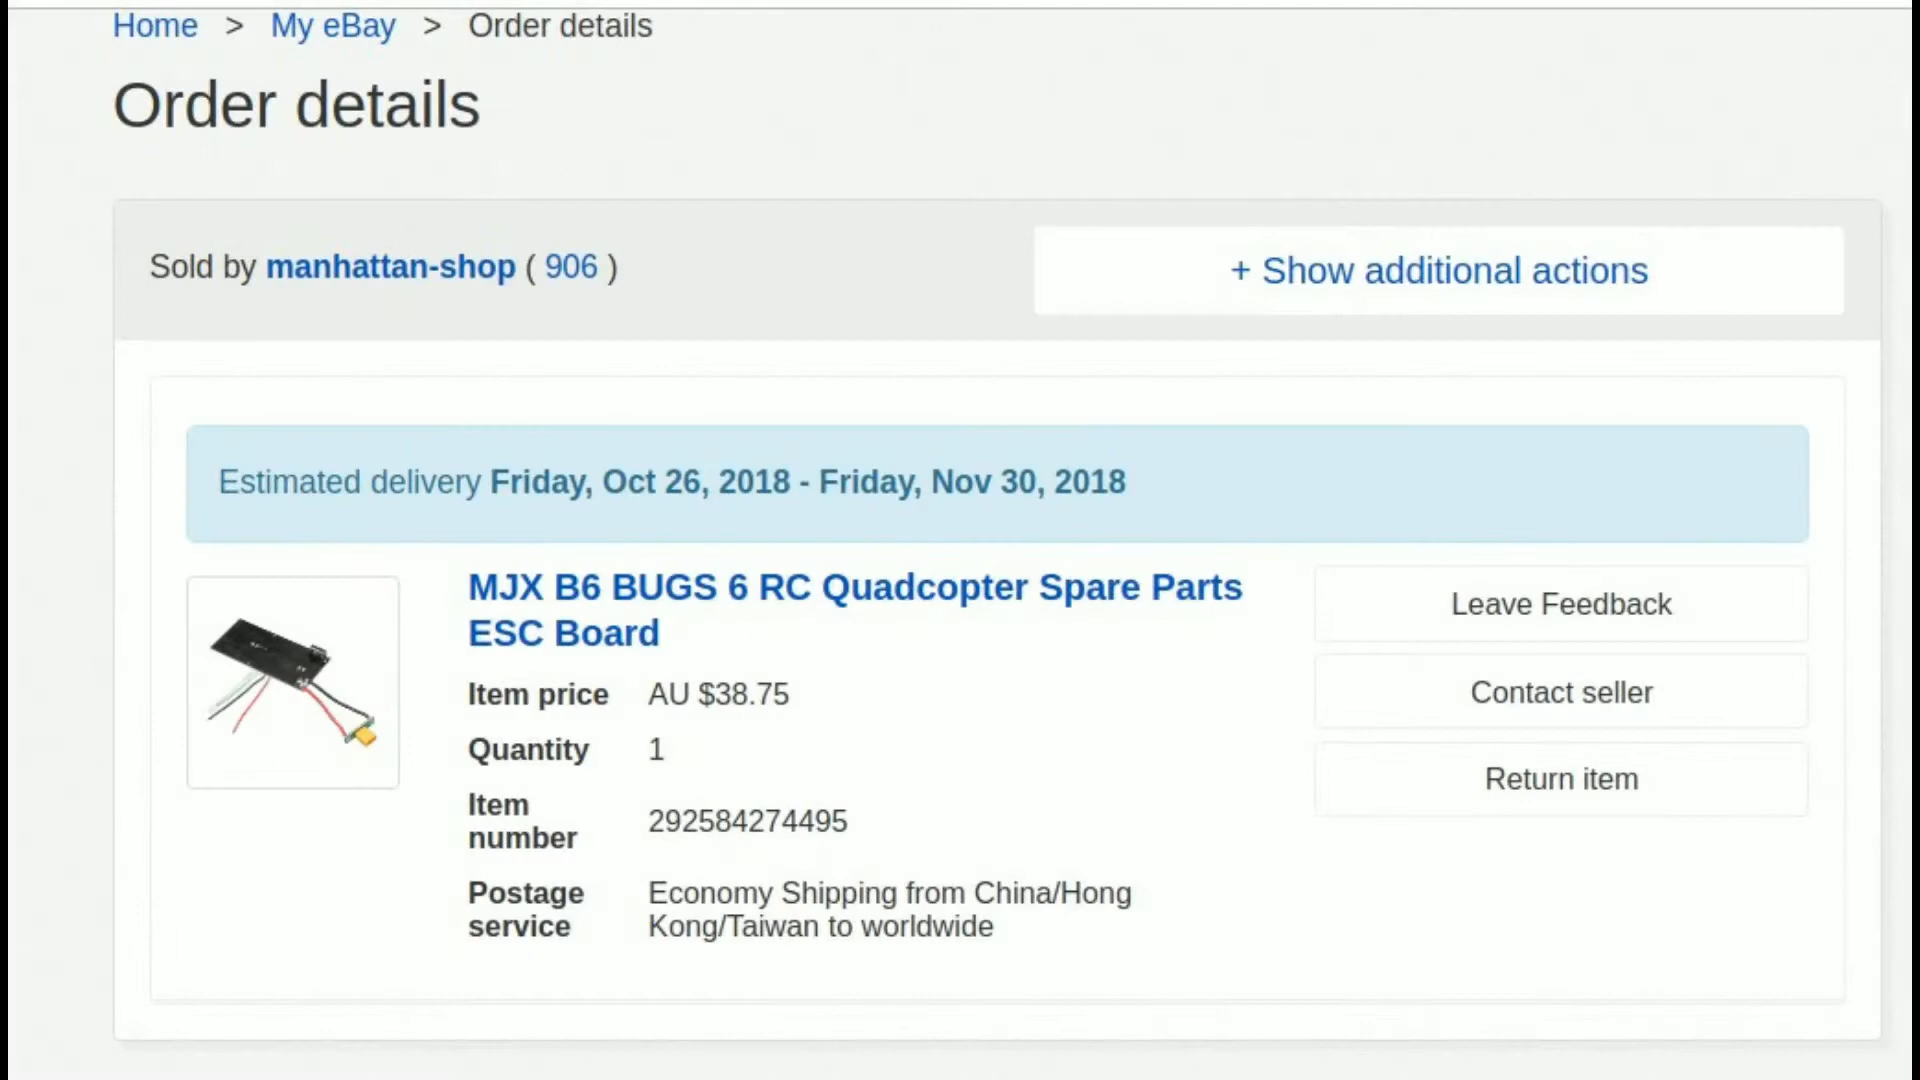 Home > My eBay > Order details
Order details
Sold by manhattan-shop ( 906 )
+ Show additional actions
Estimated delivery Friday, Oct 26, 2018 - Friday, Nov 30, 2018
MJX B6 BUGS 6 RC Quadcopter Spare Parts
ESC Board
Item price AU $38.75
Quantity 1
Item
number
292584274495
Postage
service
Economy Shipping from China/Hong
Kong/Taiwan to worldwide
Leave Feedback
Contact seller
Return item